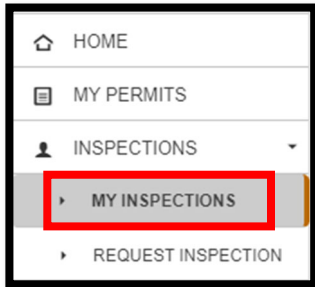 HOME
MY PERMITS
INSPECTIONS
MY INSPECTIONS
REQUEST INSPECTION